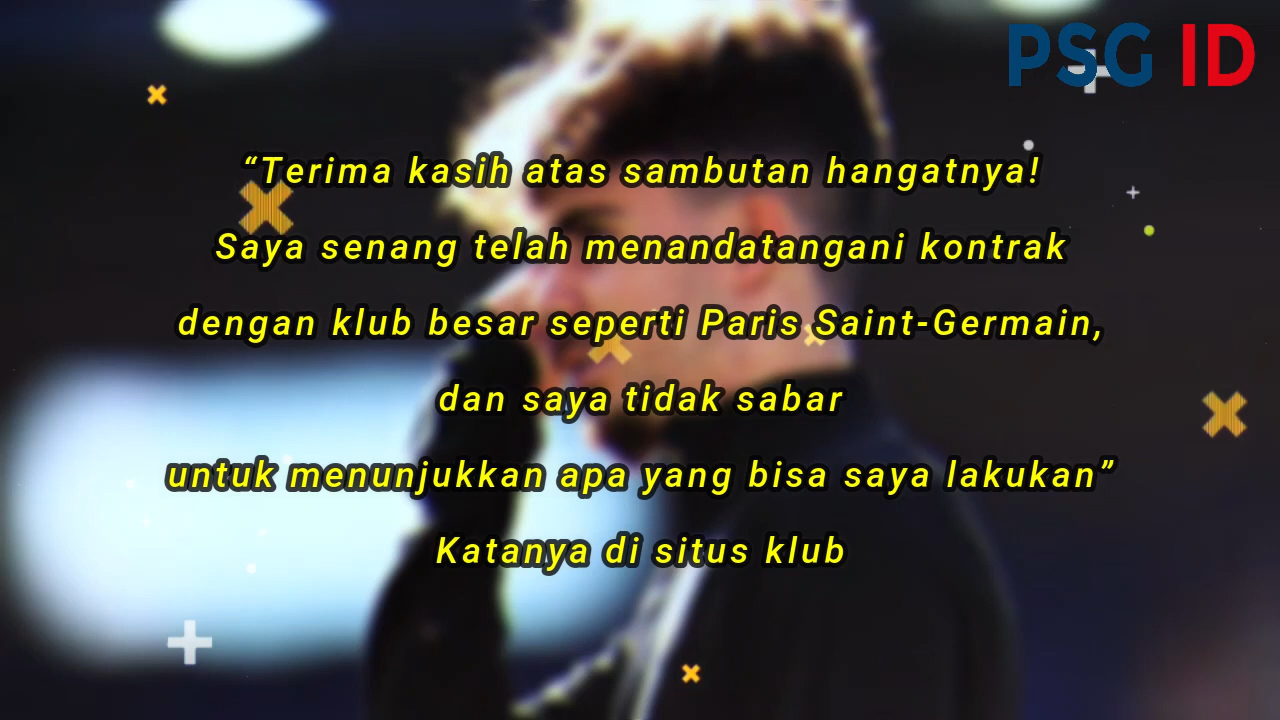 PSG ID
“Terima kasih atas sambutan hangatnya!
Saya senang telah menandatangani kontrak
dengan klub besar seperti Paris Saint-Germain,
dan saya tidak sabar
untuk menunjukkan apa yang bisa saya lakukan”
Katanya di situs klub